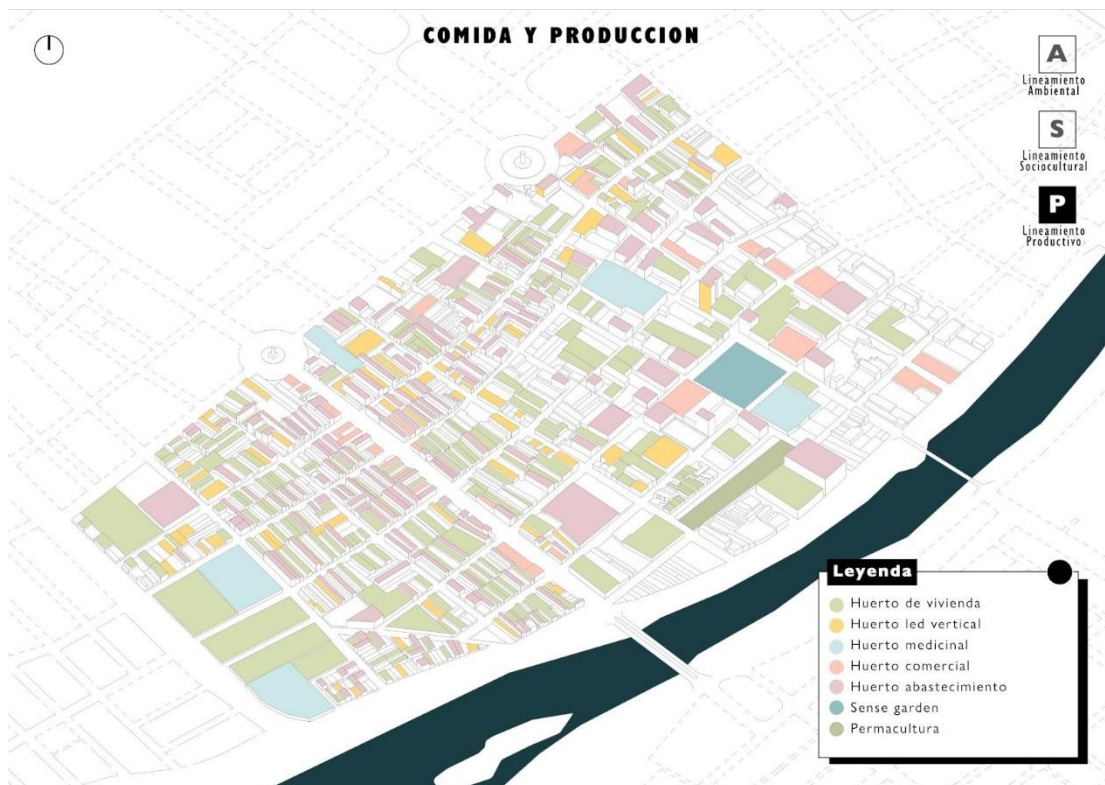 COMIDA Y PRODUCCION
A
Lineamiento
Ambiental
S
Lineamiento
Sociocultural
P
Lineamiento
Productivo
Leyenda
Huerto de vivienda
Huerto led vertical
Huerto medicinal
Huerto comercial
Huerto abastecimiento
Sense garden
Permacultura